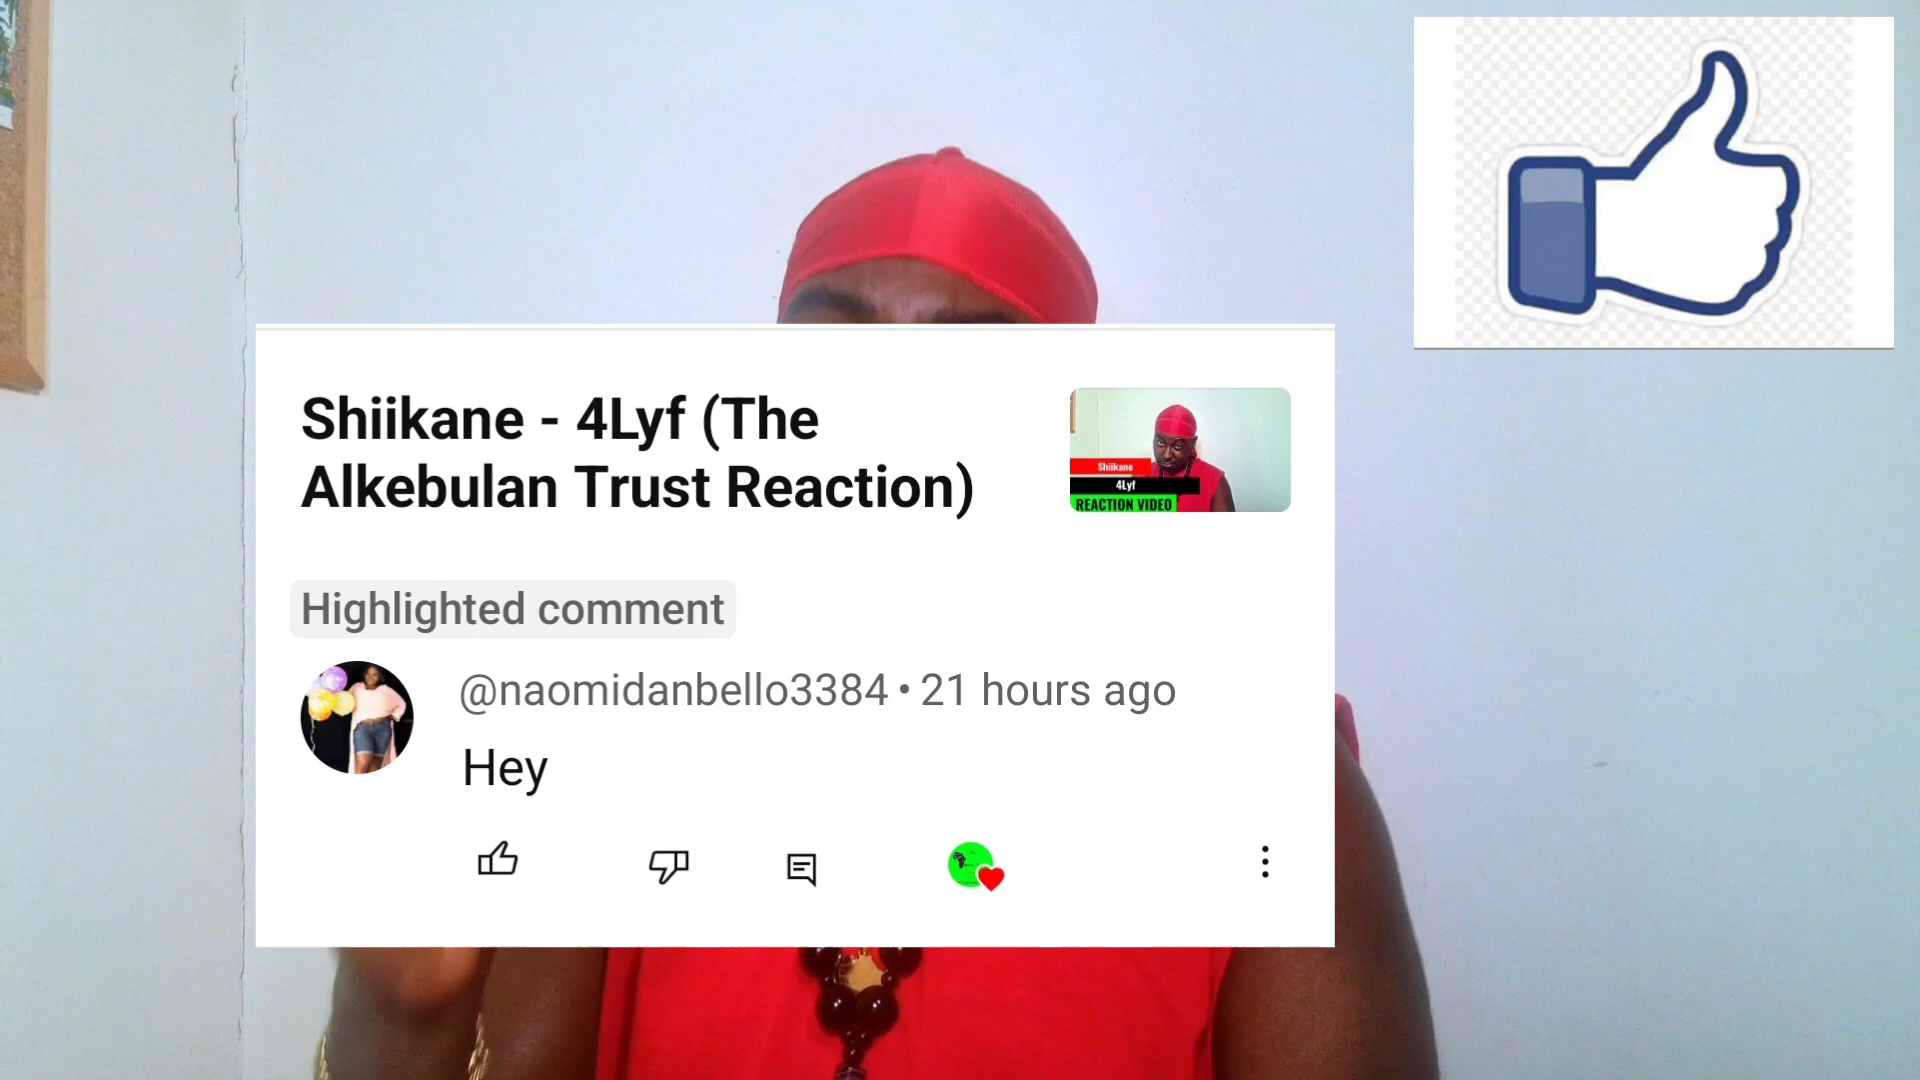 Shiikane - 4Lyf (The
Alkebulan Trust Reaction)
Shiikane
4Lyf
REACTION VIDEO
Highlighted comment
@naomidanbello3384 • 21 hours ago
Hey